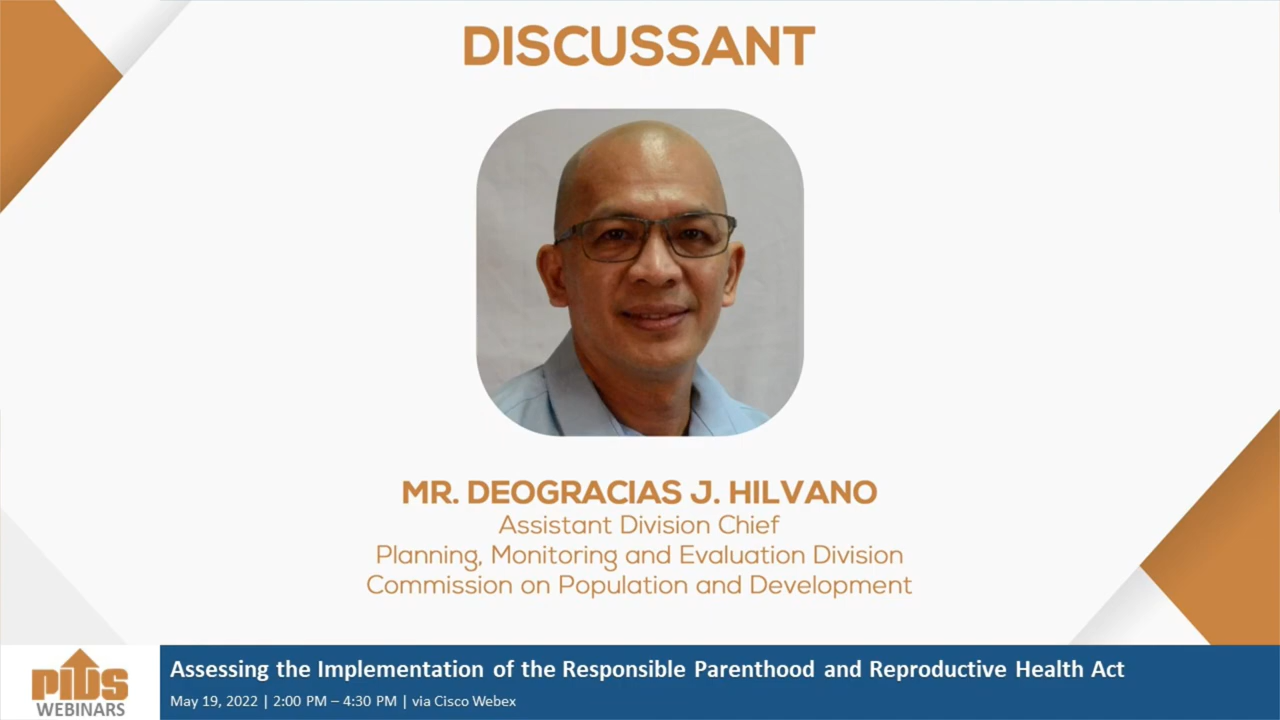 DISCUSSANT
MR. DEOGRACIAS J. HILVANO
Assistant Division Chief
Planning, Monitoring and Evaluation Division
Commission on Population and Development
PIDS
WEBINARS
Assessing the Implementation of the Responsible Parenthood and Reproductive Health Act
May 19, 2022 | 2:00 PM – 4:30 PM | via Cisco Webex